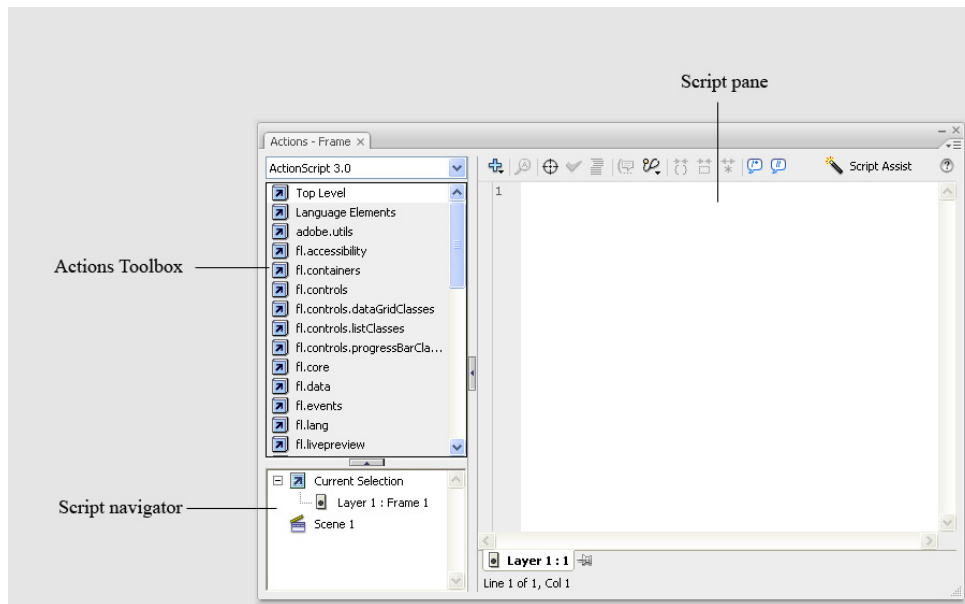 Script pane
Actions - Frame ×
ActionScript 3.0
Script Assist
Top Level
Language Elements
adobe.utils
fl.accessibility
fl.containers
fl.controls
fl.controls.dataGridClasses
fl.controls.listClasses
fl.controls.progressBarCla...
fl.core
fl.data
fl.events
fl.lang
fl.livepreview
1
Actions Toolbox
Current Selection
Layer 1 : Frame 1
Scene 1
Script navigator
Layer 1 : 1
Line 1 of 1, Col 1